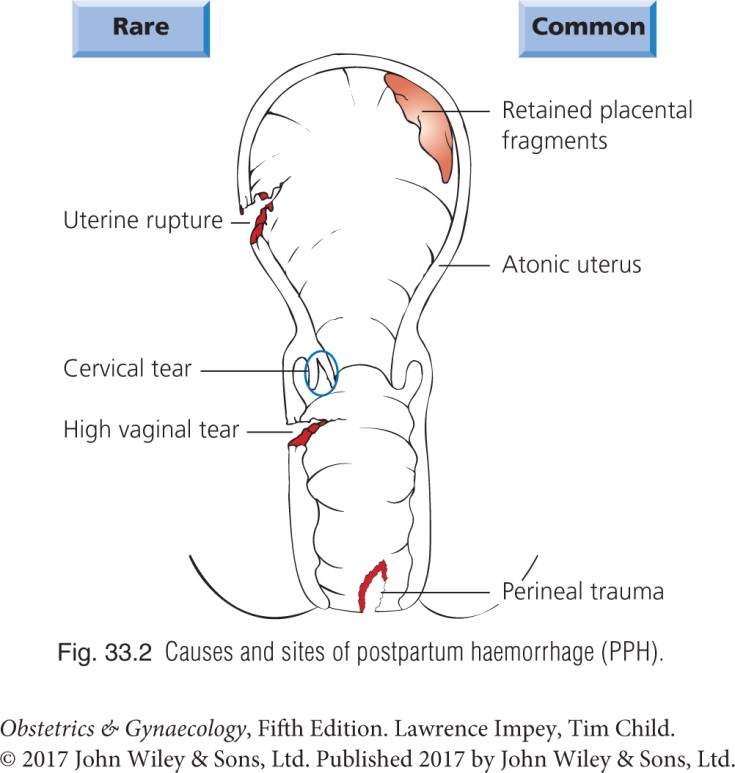 Rare
Common
Retained placental
fragments
Uterine rupture
Atonic uterus
Cervical tear
High vaginal tear
Perineal trauma
Fig. 33.2 Causes and sites of postpartum haemorrhage (PPH).
Obstetrics & Gynaecology, Fifth Edition. Lawrence Impey, Tim Child.
© 2017 John Wiley & Sons, Ltd. Published 2017 by John Wiley & Sons, Ltd.